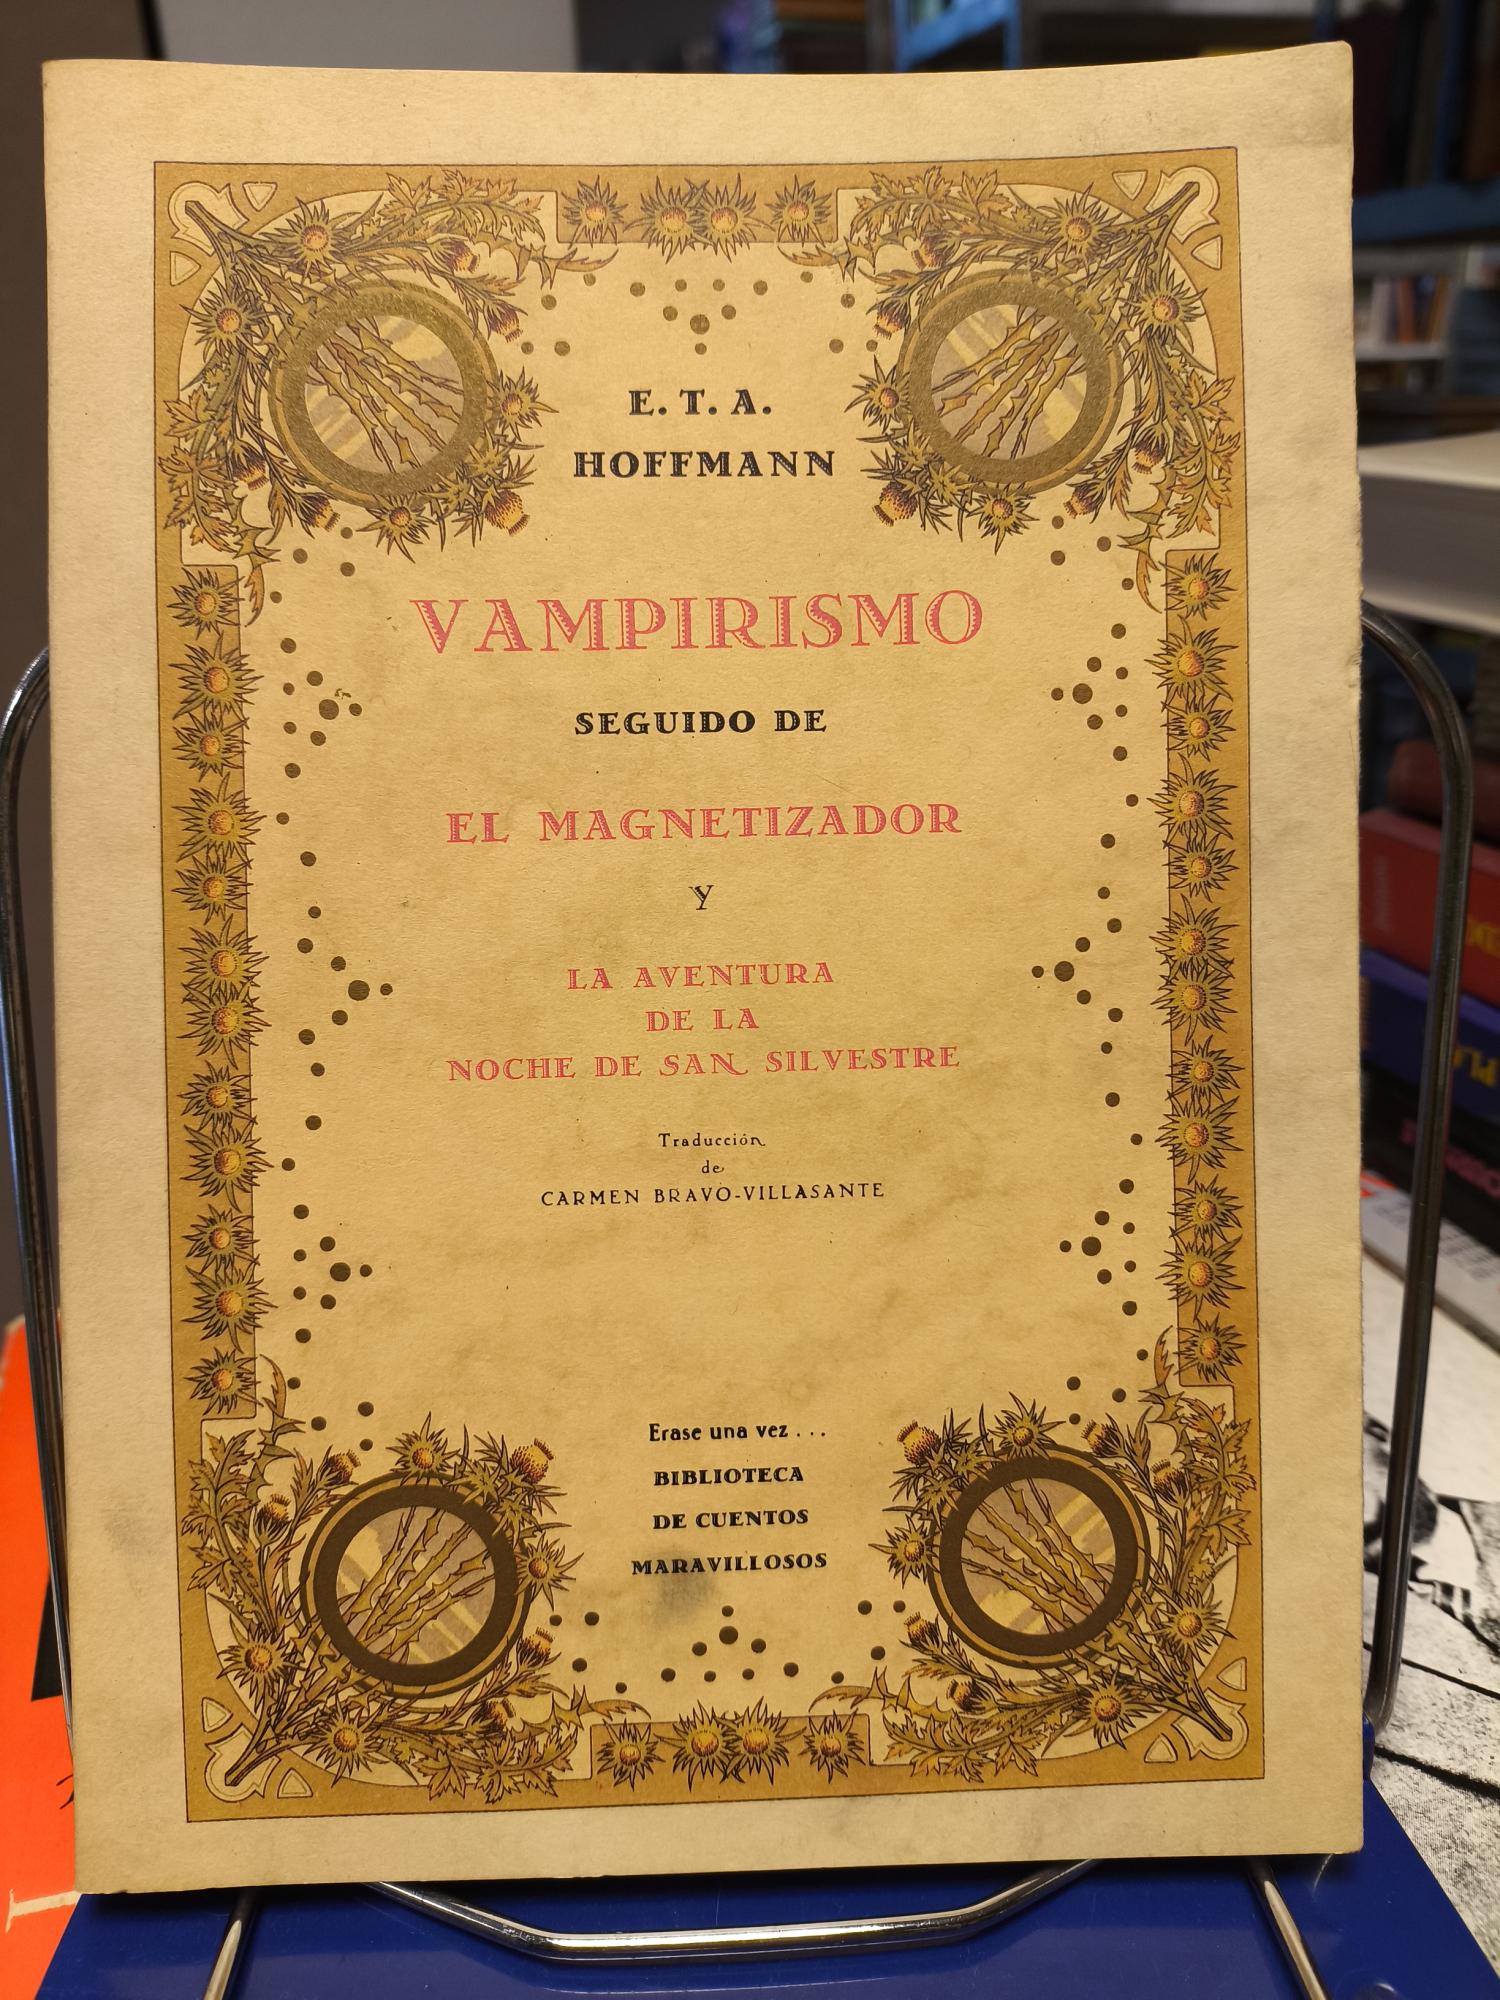 E. T. A.
HOFFMANN
VAMPIRISMO
SEGUIDO DE
EL MAGNETIZADOR
Y
LA AVENTURA
DE LA
NOCHE DE SAN SILVESTRE
Traducción
de
CARMEN BRAVO-VILLASANTE
Erase una vez...
BIBLIOTECA
DE CUENTOS
MARAVILLOSOS